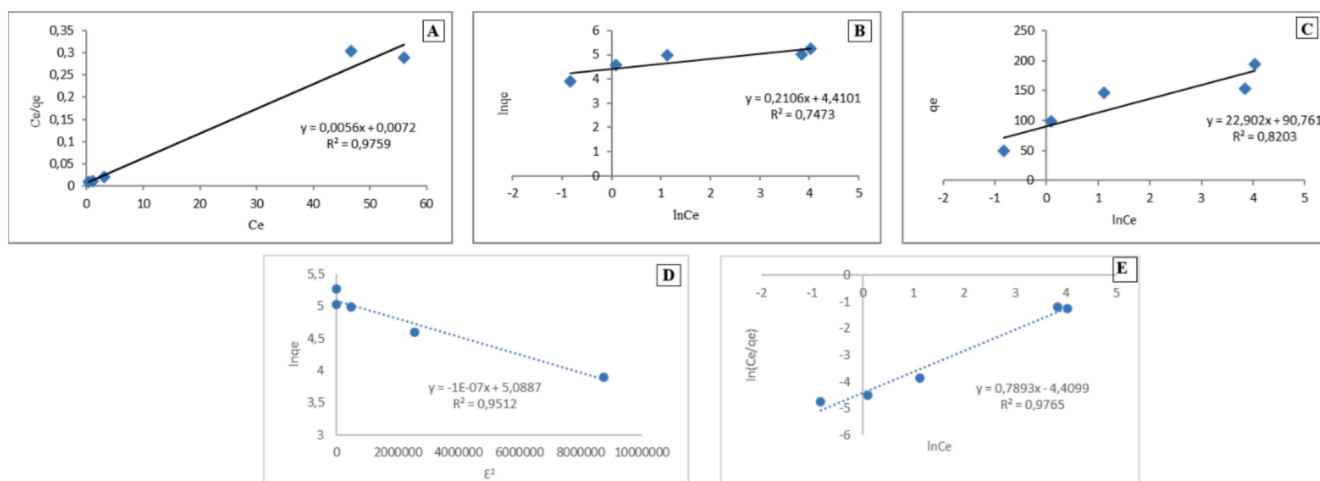 A
0,35
0,3
0,25
0,2
0,15
0,1
0,05
0
Ce/qe
y = 0,0056x + 0,0072
R² = 0,9759
0 10 20 30 40 50 60
Ce
B
6
5
4
3
2
1
0
lnqe
y = 0,2106x + 4,4101
R² = 0,7473
-2 -1 0 1 2 3 4 5
lnCe
C
250
200
150
100
50
0
qe
y = 22,902x + 90,761
R² = 0,8203
-2 -1 0 1 2 3 4 5
lnCe
D
5,5
5
4,5
4
3,5
3
lnqe
y = -1E-07x + 5,0887
R² = 0,9512
0 2000000 4000000 6000000 8000000 10000000
Ɛ²
E
0
-2 -1 0 1 2 3 4 5
-1
-2
-3
-4
-5
-6
ln(Ce/qe)
y = 0,7893x - 4,4099
R² = 0,9765
lnCe